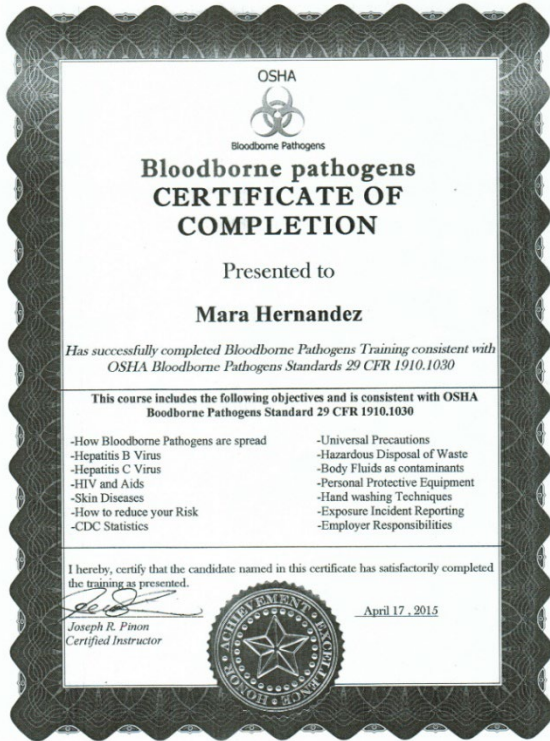 OSHA
Bloodborne Pathogens
Bloodborne pathogens
CERTIFICATE OF
COMPLETION
Presented to
Mara Hernandez
Has successfully completed Bloodborne Pathogens Training consistent with
OSHA Bloodborne Pathogens Standards 29 CFR 1910.1030
This course includes the following objectives and is consistent with OSHA
Boodborne Pathogens Standard 29 CFR 1910.1030
-How Bloodborne Pathogens are spread
-Hepatitis B Virus
-Hepatitis C Virus
-HIV and Aids
-Skin Diseases
-How to reduce your Risk
-CDC Statistics
-Universal Precautions
-Hazardous Disposal of Waste
-Body Fluids as contaminants
-Personal Protective Equipment
-Hand washing Techniques
-Exposure Incident Reporting
-Employer Responsibilities
I hereby, certify that the candidate named in this certificate has satisfactorily completed
the training as presented.
Joseph R. Pinon
Certified Instructor
ACHIEVEMENT EXCELLENCE HONOR
April 17 , 2015